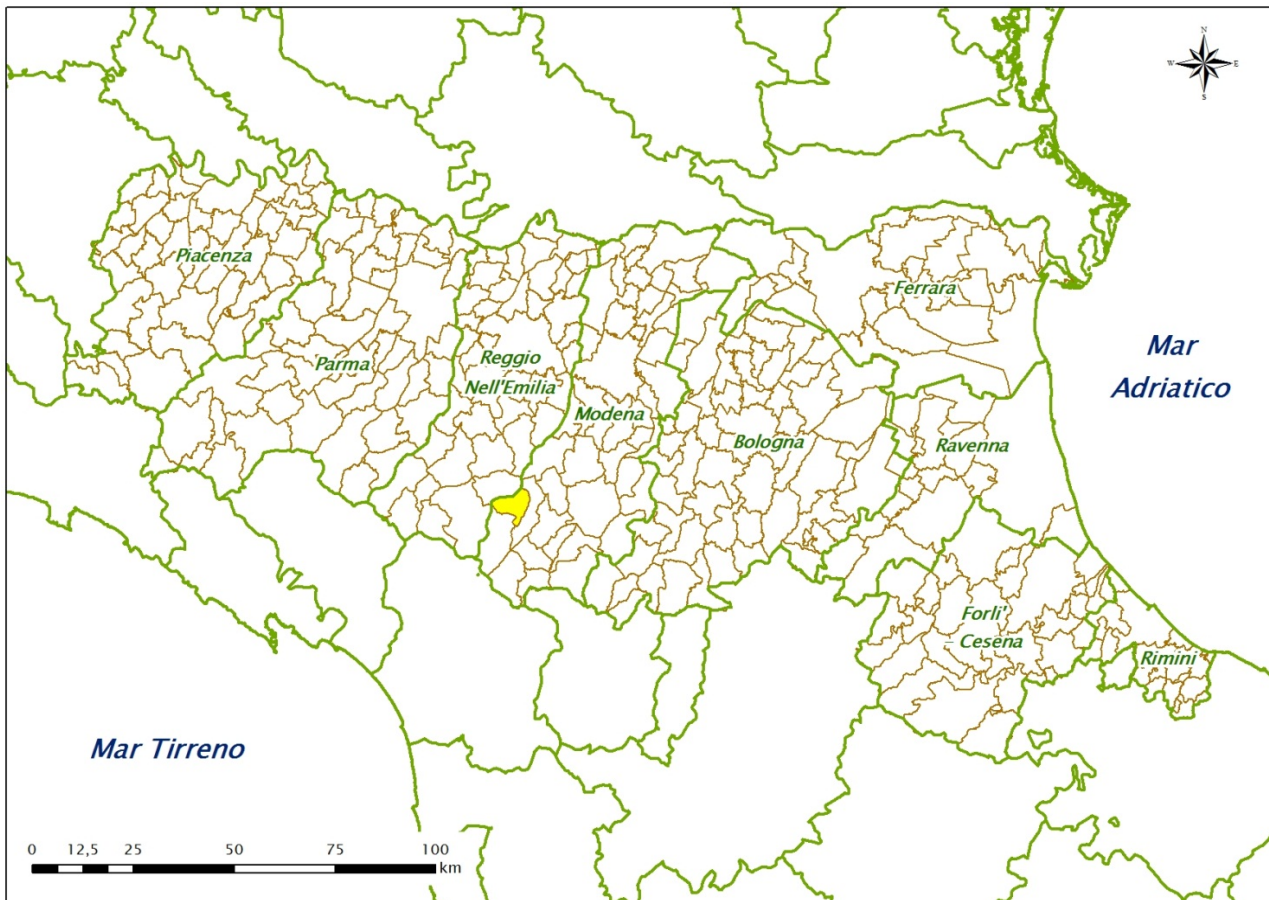 N
W
E
S
Piacenza
Ferrara
Parma
Reggio
Nell'Emilia
Mar
Adriatico
Modena
Bologna
Ravenna
Forli'
- Cesena
Rimini
Mar Tirreno
0 12,5 25 50 75 100
km